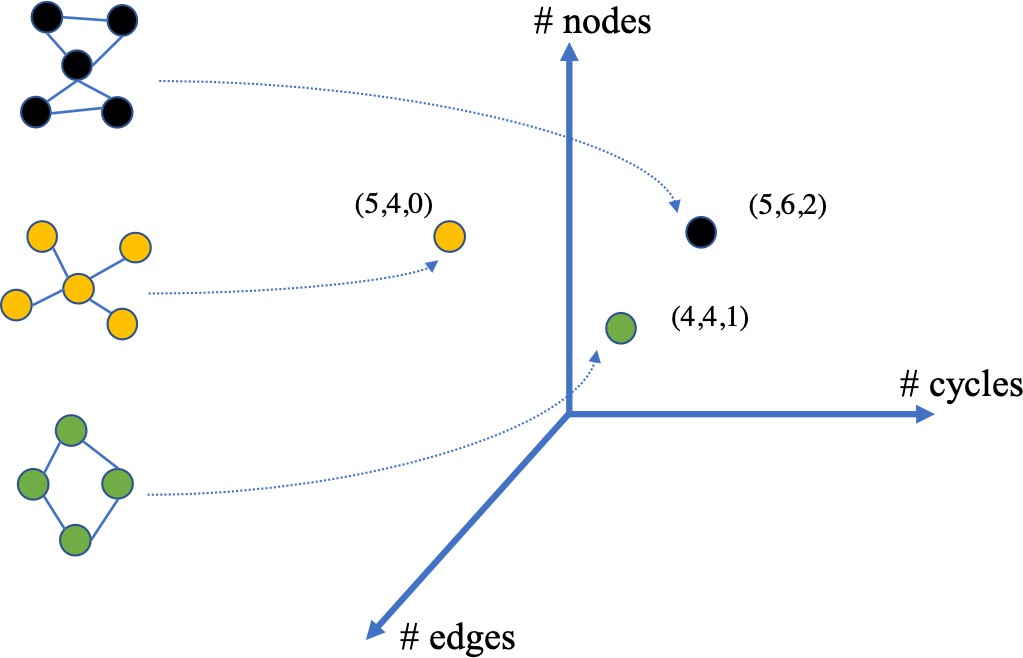 # nodes
(5,4,0)
(5,6,2)
(4,4,1)
# cycles
# edges